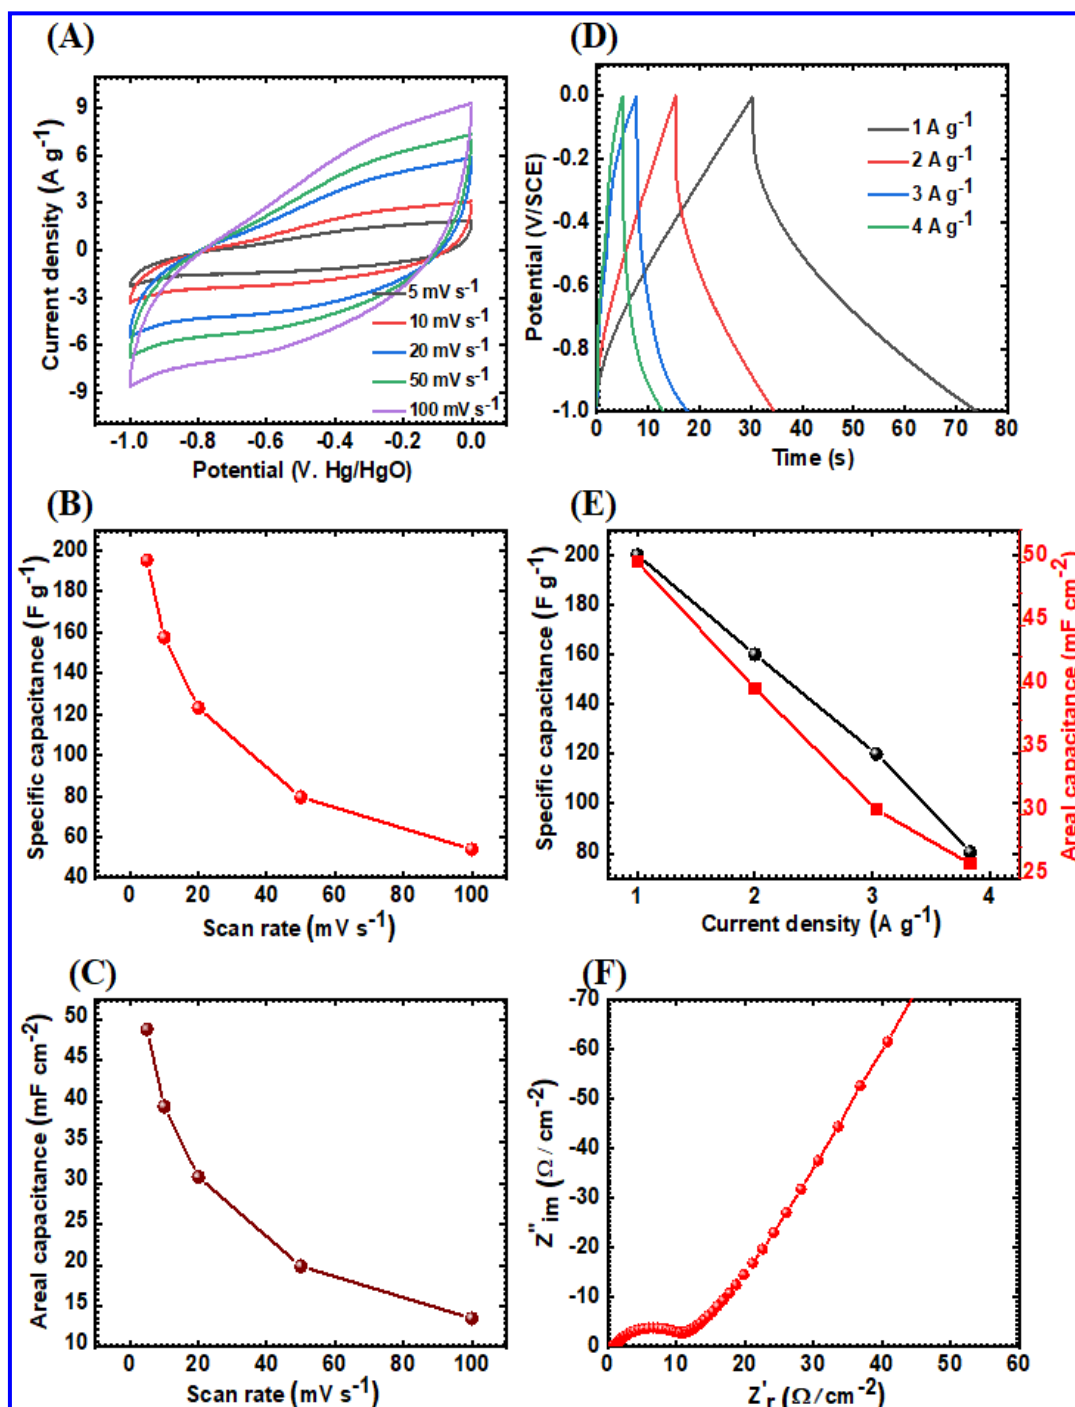 (A)
Current density (A g-1)
9
6
3
0
-3
-6
-9
-1.0 -0.8 -0.6 -0.4 -0.2 0.0
Potential (V. Hg/HgO)
5 mV s-1
10 mV s-1
20 mV s-1
50 mV s-1
100 mV s-1
(D)
Potential (V/SCE)
0.0
-0.2
-0.4
-0.6
-0.8
-1.0
0 10 20 30 40 50 60 70 80
Time (s)
1 A g-1
2 A g-1
3 A g-1
4 A g-1
(B)
Specific capacitance (F g-1)
200
180
160
140
120
100
80
60
40
0 20 40 60 80 100
Scan rate (mV s-1)
(E)
Specific capacitance (F g-1)
200
180
160
140
120
100
80
1 2 3 4
Current density (A g-1)
50
45
40
35
30
25
Areal capacitance (mF cm-2)
(C)
Areal capacitance (mF cm-2)
50
45
40
35
30
25
20
15
10
0 20 40 60 80 100
Scan rate (mV s-1)
(F)
Z''im (Ω / cm-2)
-70
-60
-50
-40
-30
-20
-10
0
0 10 20 30 40 50 60
Z'r (Ω / cm-2)